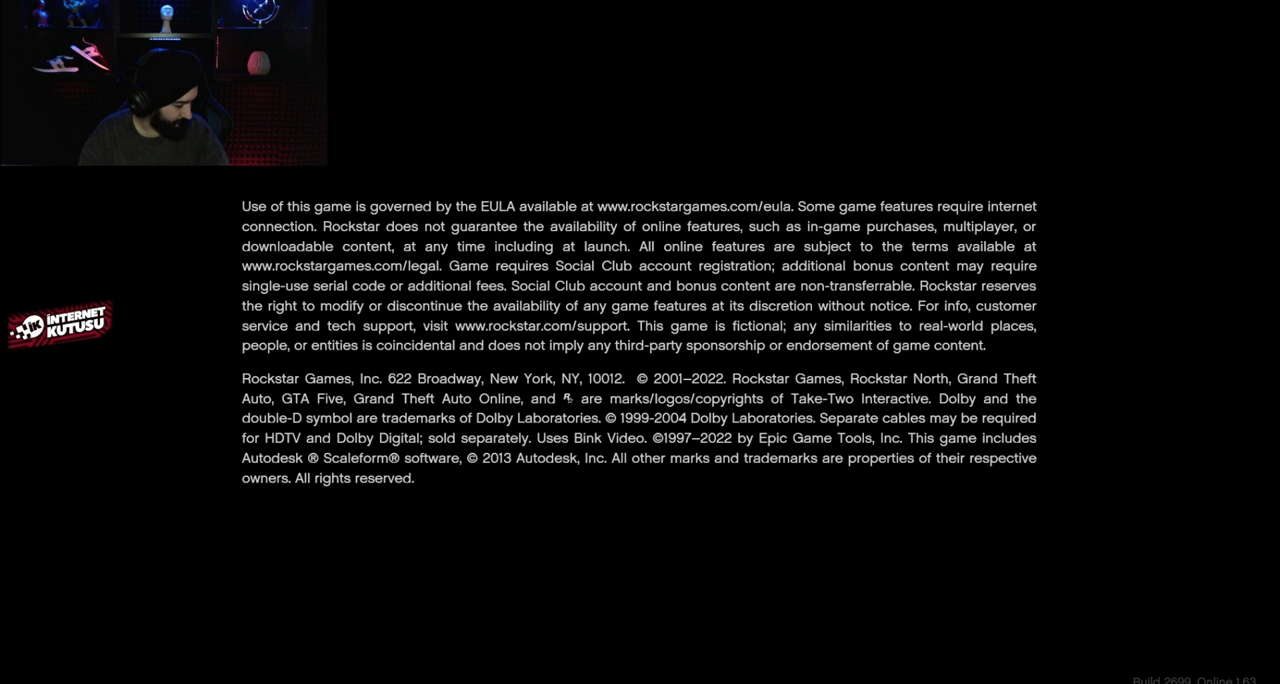 Use of this game is governed by the EULA available at www.rockstargames.com/eula. Some game features require internet
connection. Rockstar does not guarantee the availability of online features, such as in-game purchases, multiplayer, or
downloadable content, at any time including at launch. All online features are subject to the terms available at
www.rockstargames.com/legal. Game requires Social Club account registration; additional bonus content may require
single-use serial code or additional fees. Social Club account and bonus content are non-transferrable. Rockstar reserves
the right to modify or discontinue the availability of any game features at its discretion without notice. For info, customer
service and tech support, visit www.rockstar.com/support. This game is fictional; any similarities to real-world places,
people, or entities is coincidental and does not imply any third-party sponsorship or endorsement of game content.
İK İNTERNET
KUTUSU
Rockstar Games, Inc. 622 Broadway, New York, NY, 10012. © 2001–2022. Rockstar Games, Rockstar North, Grand Theft
Auto, GTA Five, Grand Theft Auto Online, and R* are marks/logos/copyrights of Take-Two Interactive. Dolby and the
double-D symbol are trademarks of Dolby Laboratories. © 1999-2004 Dolby Laboratories. Separate cables may be required
for HDTV and Dolby Digital; sold separately. Uses Bink Video. ©1997–2022 by Epic Game Tools, Inc. This game includes
Autodesk ® Scaleform® software, © 2013 Autodesk, Inc. All other marks and trademarks are properties of their respective
owners. All rights reserved.
Build 2699, Online 1.63